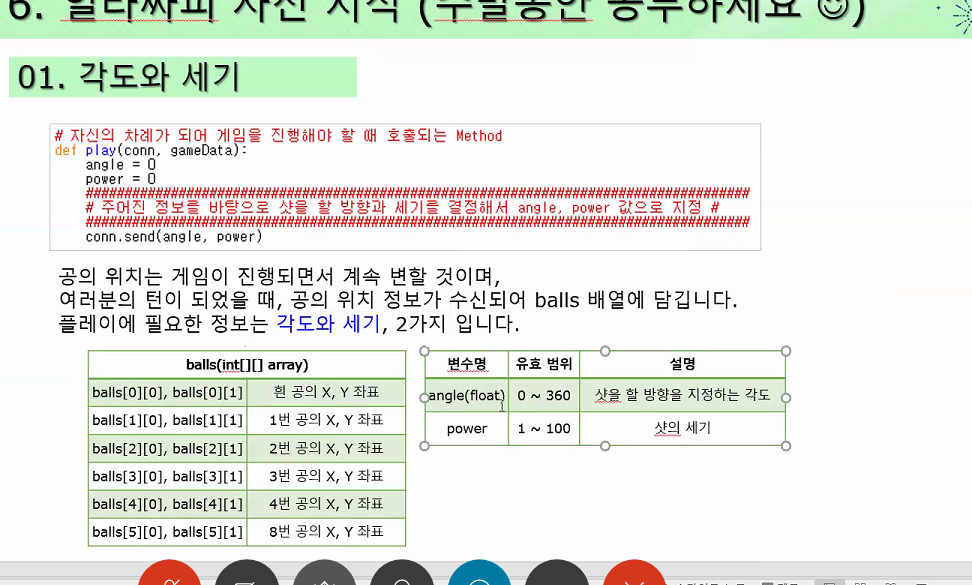 6. 알라까피 자신 지식 (주말동안 공부하세요 ☺)
01. 각도와 세기
# 자신의 차례가 되어 게임을 진행해야 할 때 호출되는 Method
def play(conn, gameData):
angle = 0
power = 0
######################################################################################
# 주어진 정보를 바탕으로 샷을 할 방향과 세기를 결정해서 angle, power 값으로 지정 #
######################################################################################
conn.send(angle, power)
공의 위치는 게임이 진행되면서 계속 변할 것이며,
여러분의 턴이 되었을 때, 공의 위치 정보가 수신되어 balls 배열에 담깁니다.
플레이에 필요한 정보는 각도와 세기, 2가지 입니다.
balls(int[][] array)
balls[0][0], balls[0][1] 흰 공의 X, Y 좌표
balls[1][0], balls[1][1] 1번 공의 X, Y 좌표
balls[2][0], balls[2][1] 2번 공의 X, Y 좌표
balls[3][0], balls[3][1] 3번 공의 X, Y 좌표
balls[4][0], balls[4][1] 4번 공의 X, Y 좌표
balls[5][0], balls[5][1] 8번 공의 X, Y 좌표
변수명 유효 범위 설명
angle(float) 0 ~ 360 샷을 할 방향을 지정하는 각도
power 1 ~ 100 샷의 세기